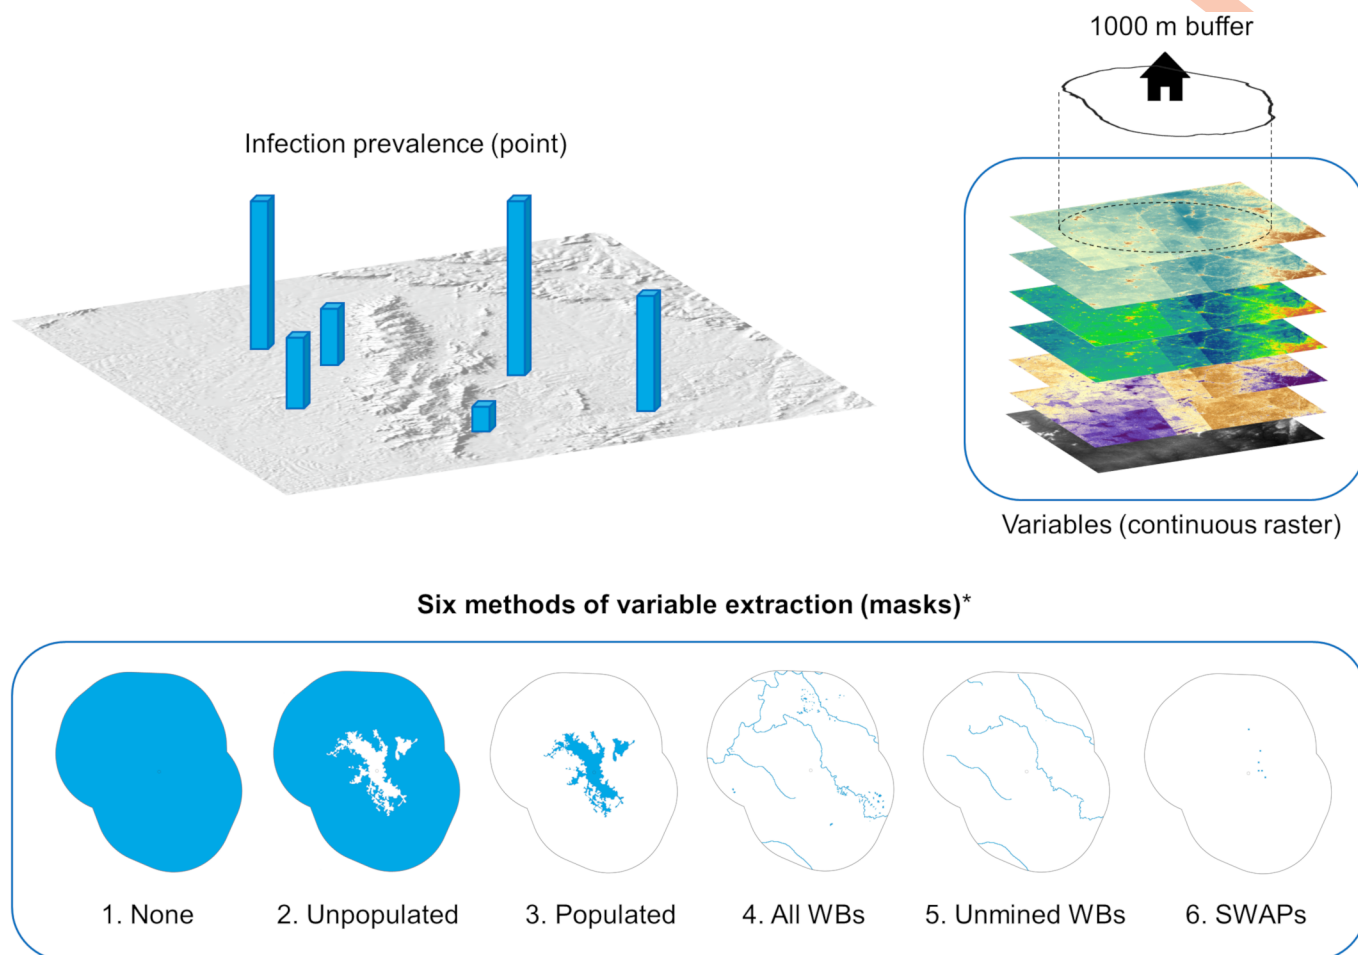 1000 m buffer
Infection prevalence (point)
Variables (continuous raster)
Six methods of variable extraction (masks)*
1. None
2. Unpopulated
3. Populated
4. All WBs
5. Unmined WBs
6. SWAPs